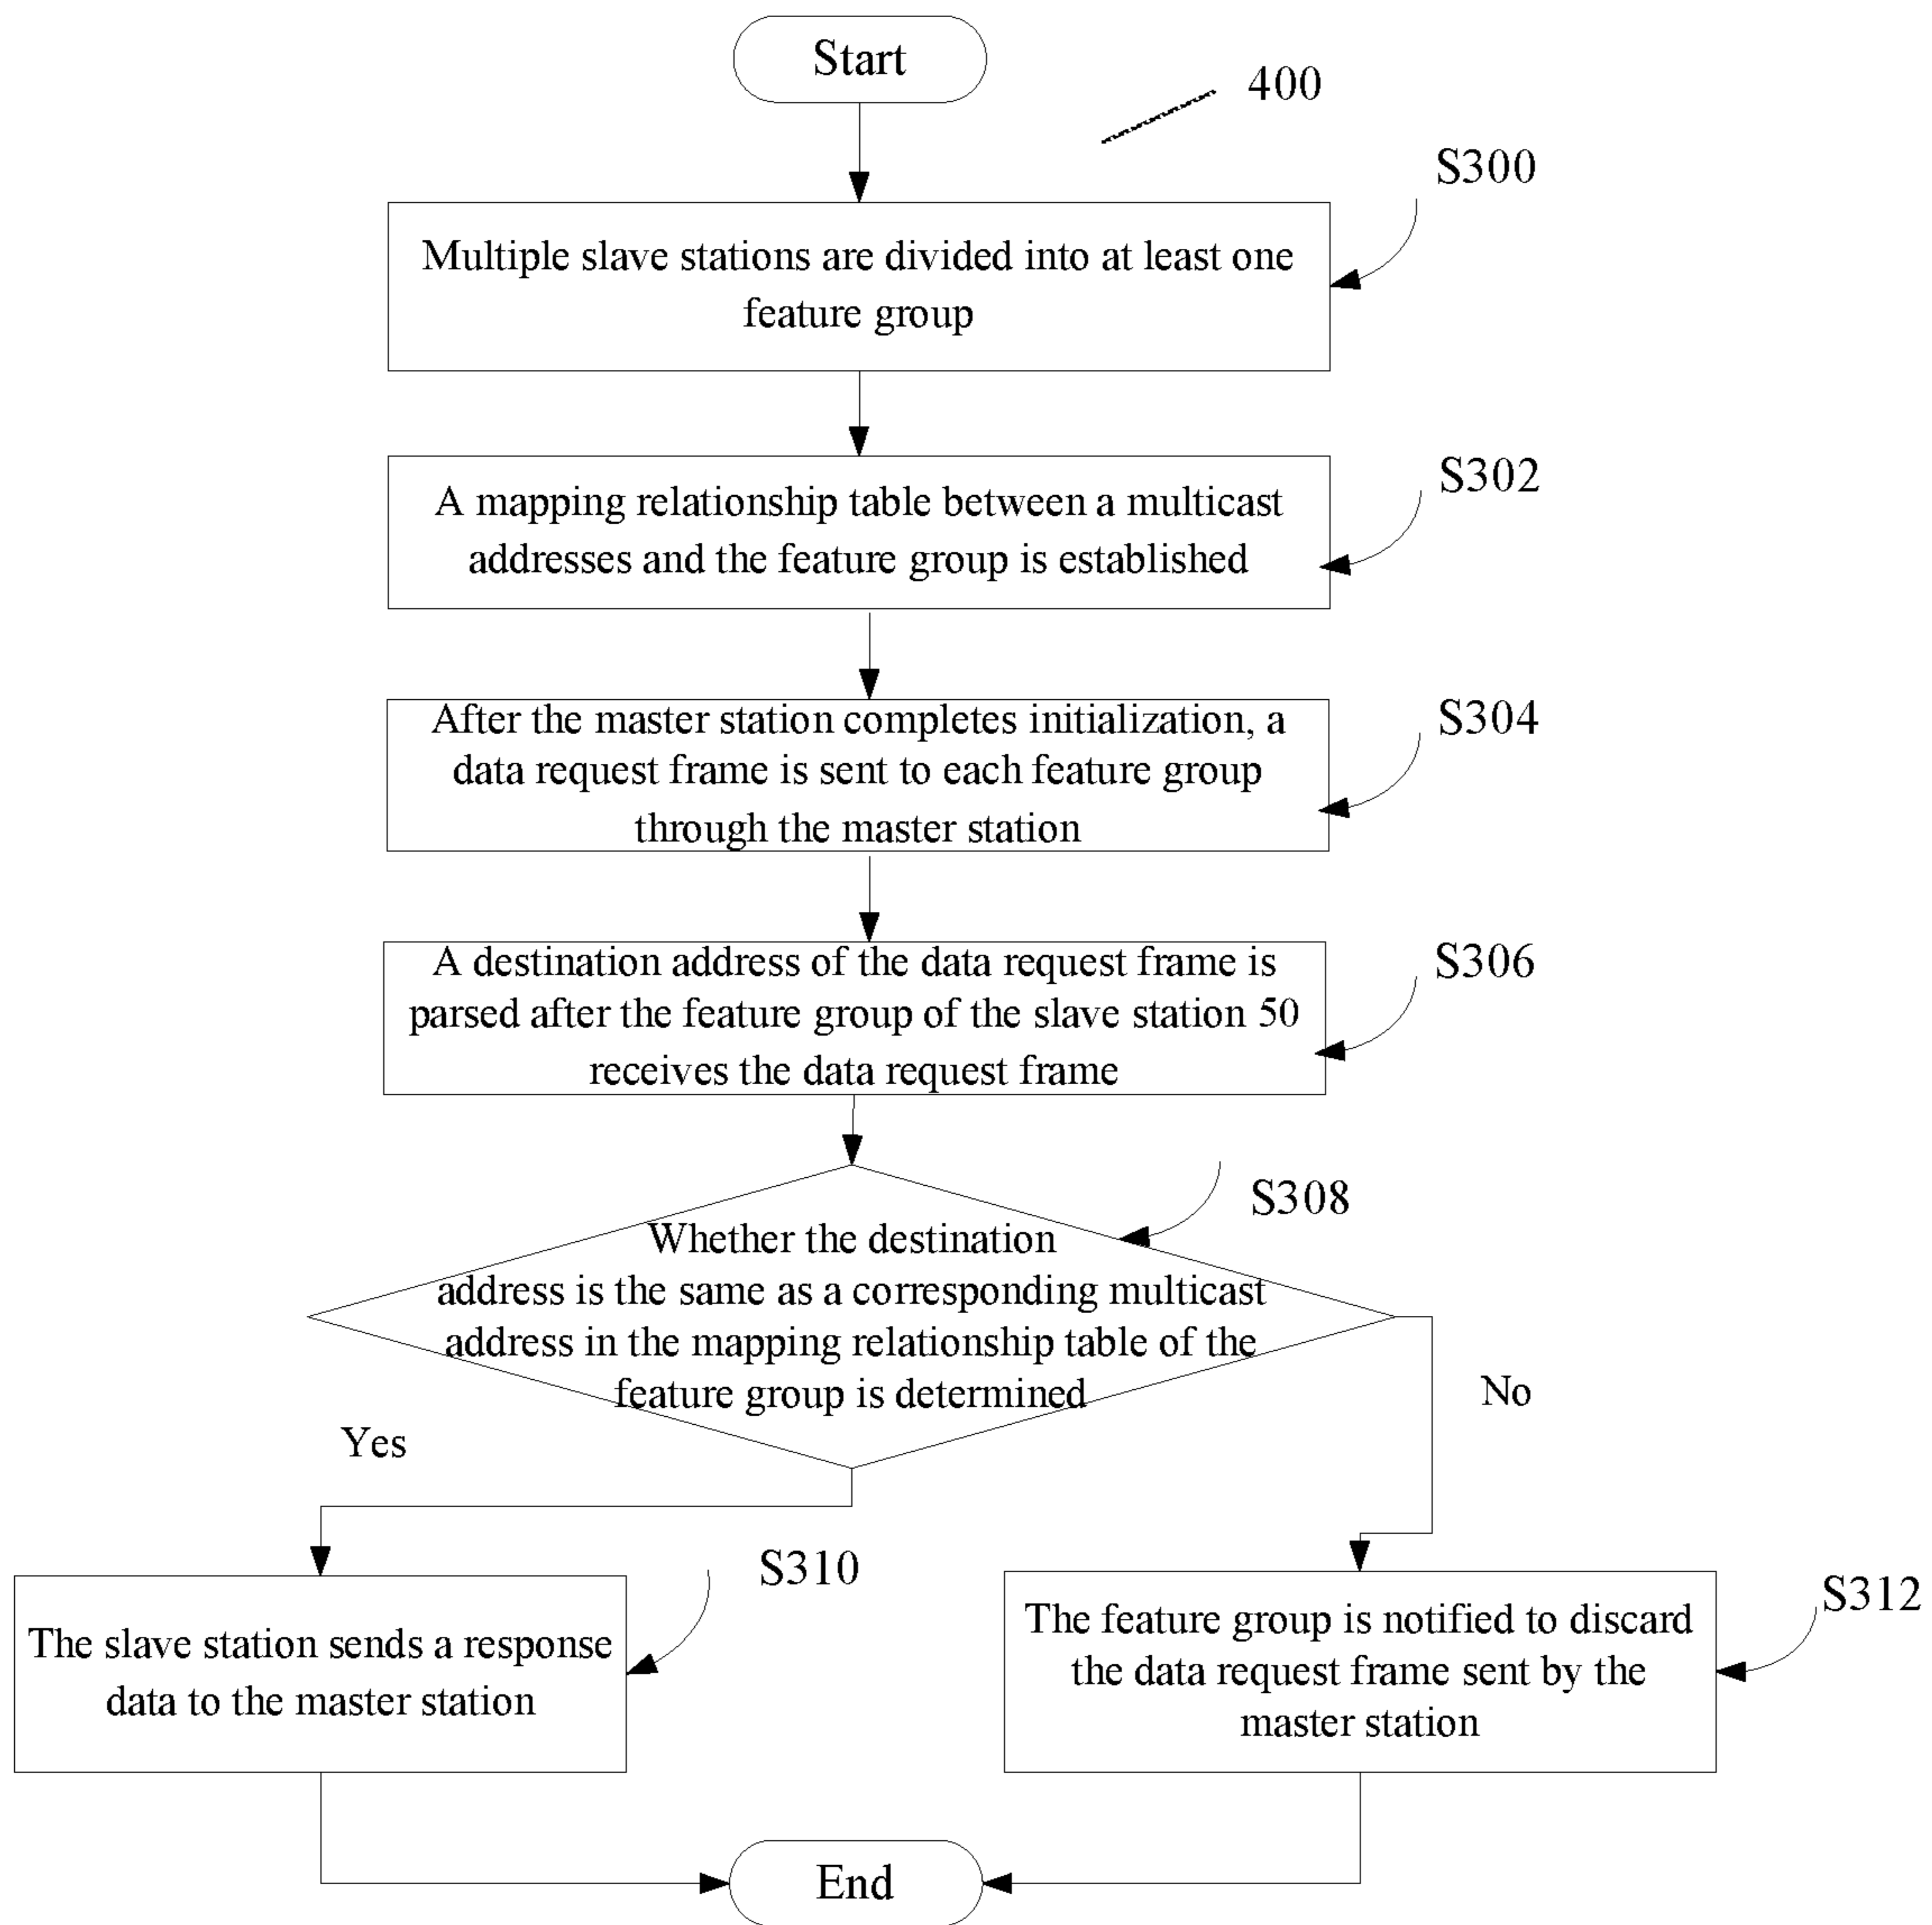 Start
400
S300
Multiple slave stations are divided into at least one
feature group
S302
A mapping relationship table between a multicast
addresses and the feature group is established
S304
After the master station completes initialization, a
data request frame is sent to each feature group
through the master station
S306
A destination address of the data request frame is
parsed after the feature group of the slave station 50
receives the data request frame
S308
Whether the destination
address is the same as a corresponding multicast
address in the mapping relationship table of the
feature group is determined
No
Yes
S310
The slave station sends a response
data to the master station
S312
The feature group is notified to discard
the data request frame sent by the
master station
End